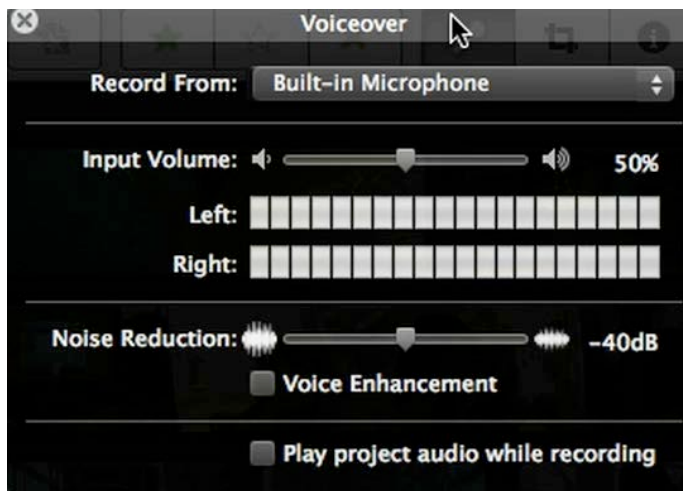 Voiceover
Record From: Built-in Microphone
Input Volume: 50%
Left:
Right:
Noise Reduction: -40dB
Voice Enhancement
Play project audio while recording